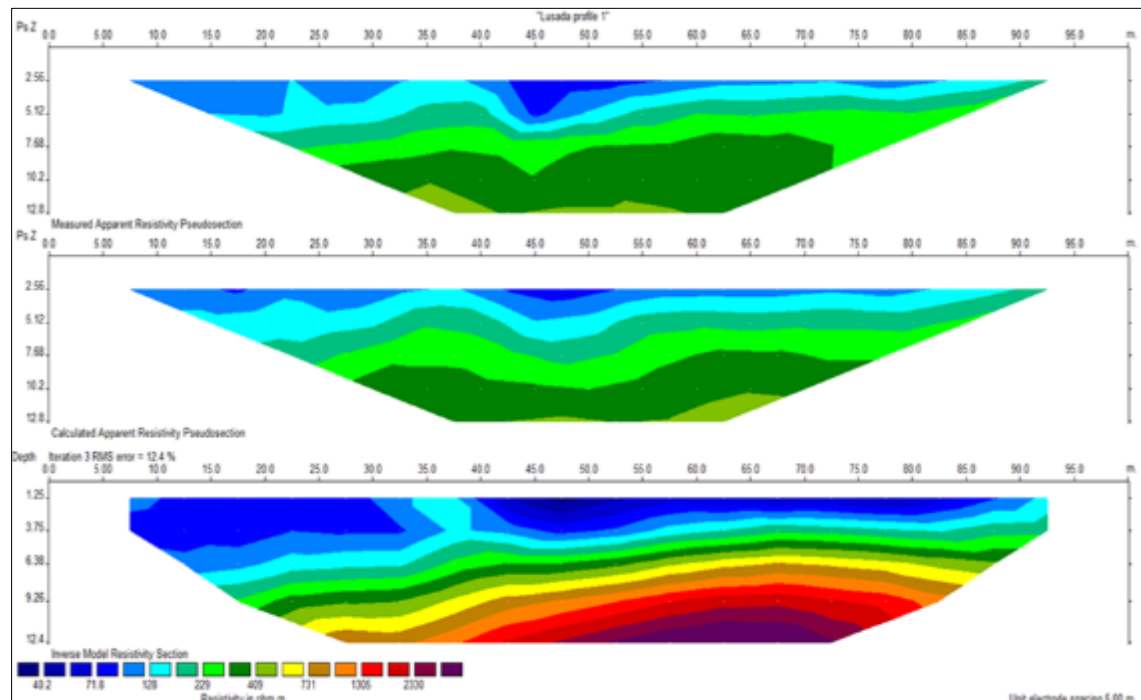 "Lusada profile 1"
Ps.Z 0.0 5.00 10.0 15.0 20.0 25.0 30.0 35.0 40.0 45.0 50.0 55.0 60.0 65.0 70.0 75.0 80.0 85.0 90.0 95.0 m.
2.56
5.12
7.68
10.2
12.8
Measured Apparent Resistivity Pseudosection
Ps.Z 0.0 5.00 10.0 15.0 20.0 25.0 30.0 35.0 40.0 45.0 50.0 55.0 60.0 65.0 70.0 75.0 80.0 85.0 90.0 95.0 m.
2.56
5.12
7.68
10.2
12.8
Calculated Apparent Resistivity Pseudosection
Depth Iteration 3 RMS error = 12.4 %
0.0 5.00 10.0 15.0 20.0 25.0 30.0 35.0 40.0 45.0 50.0 55.0 60.0 65.0 70.0 75.0 80.0 85.0 90.0 95.0 m.
1.25
3.75
6.38
9.26
12.4
Inverse Model Resistivity Section
40.2 71.8 128 229 409 731 1305 2330
Resistivity in ohm.m
Unit electrode spacing 5.00 m.